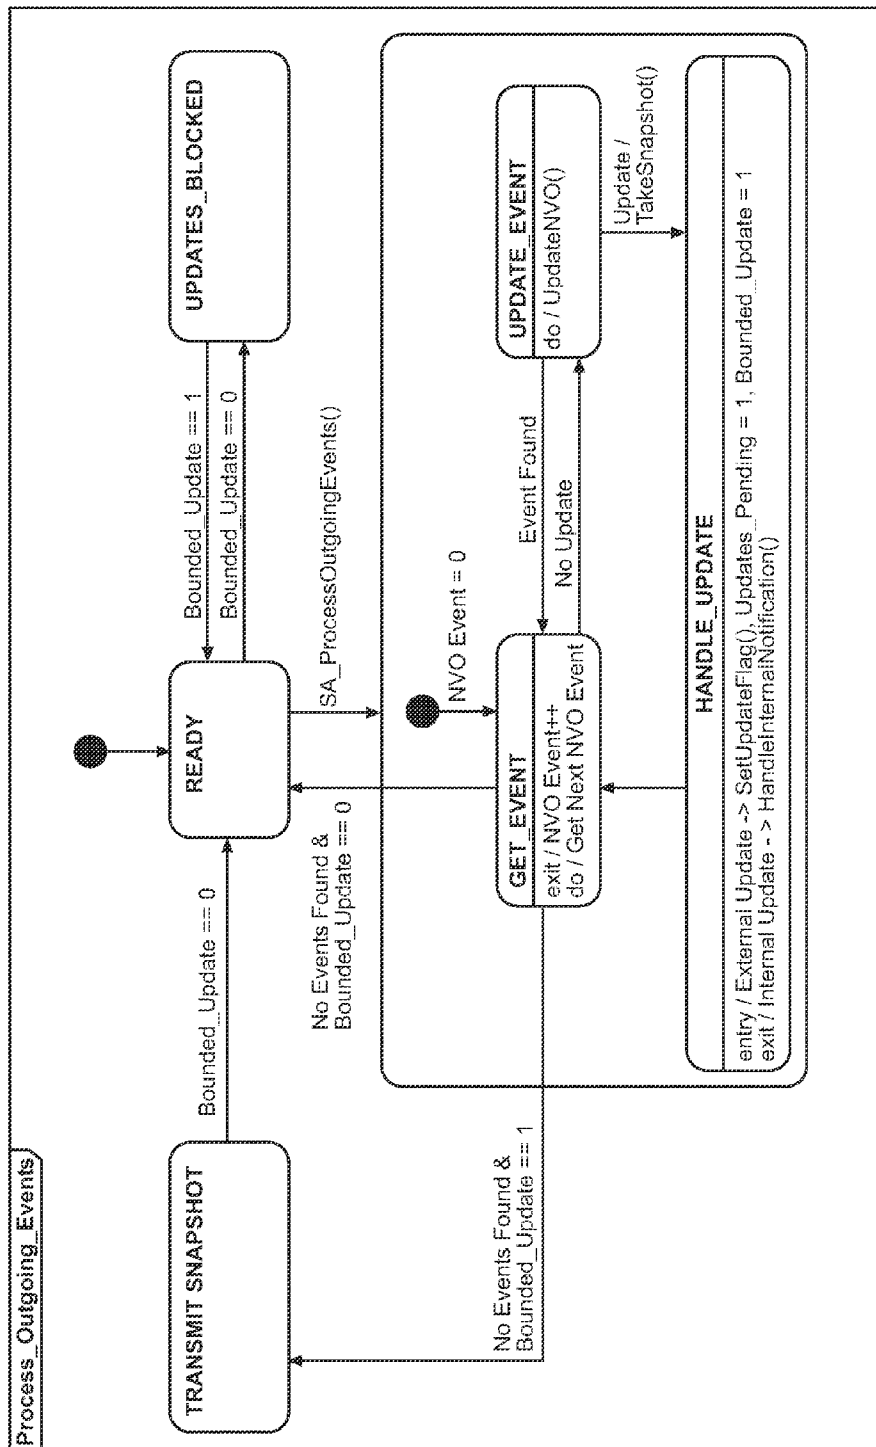 Process_Outgoing_Events
TRANSMIT SNAPSHOT
Bounded_Update == 0
READY
Bounded_Update == 1
Bounded_Update == 0
UPDATES_BLOCKED
No Events Found &
Bounded_Update == 0
SA_ProcessOutgoingEvents()
No Events Found &
Bounded_Update == 1
NVO Event = 0
GET_EVENT
exit / NVO Event++
do / Get Next NVO Event
Event Found
No Update
UPDATE_EVENT
do / UpdateNVO()
Update /
TakeSnapshot()
HANDLE_UPDATE
entry / External Update -> SetUpdateFlag(), Updates_Pending = 1, Bounded_Update = 1
exit / Internal Update - > HandleInternalNotification()